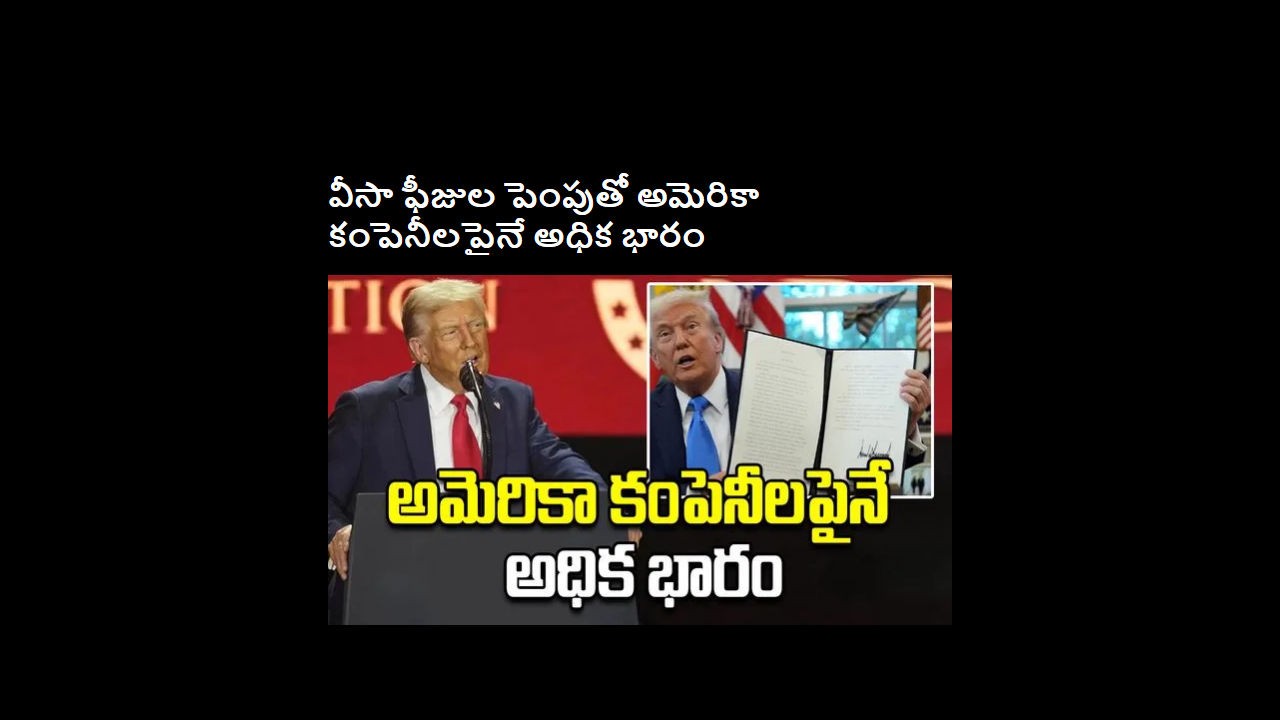 వీసా ఫీజుల పెంపుతో అమెరికా
కంపెనీలపైనే అధిక భారం
TION
అమెరికా కంపెనీలపైనే
అధిక భారం